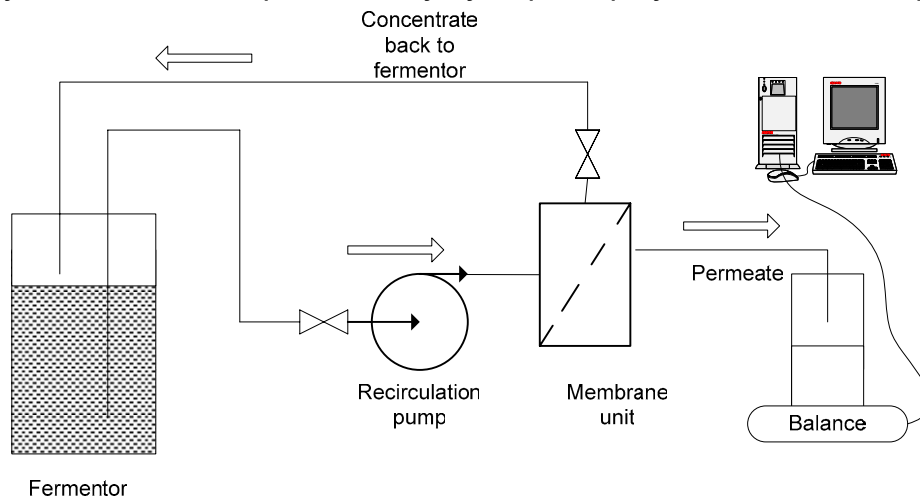 Concentrate
back to
fermentor
Permeate
Recirculation
pump
Membrane
unit
Balance
Fermentor